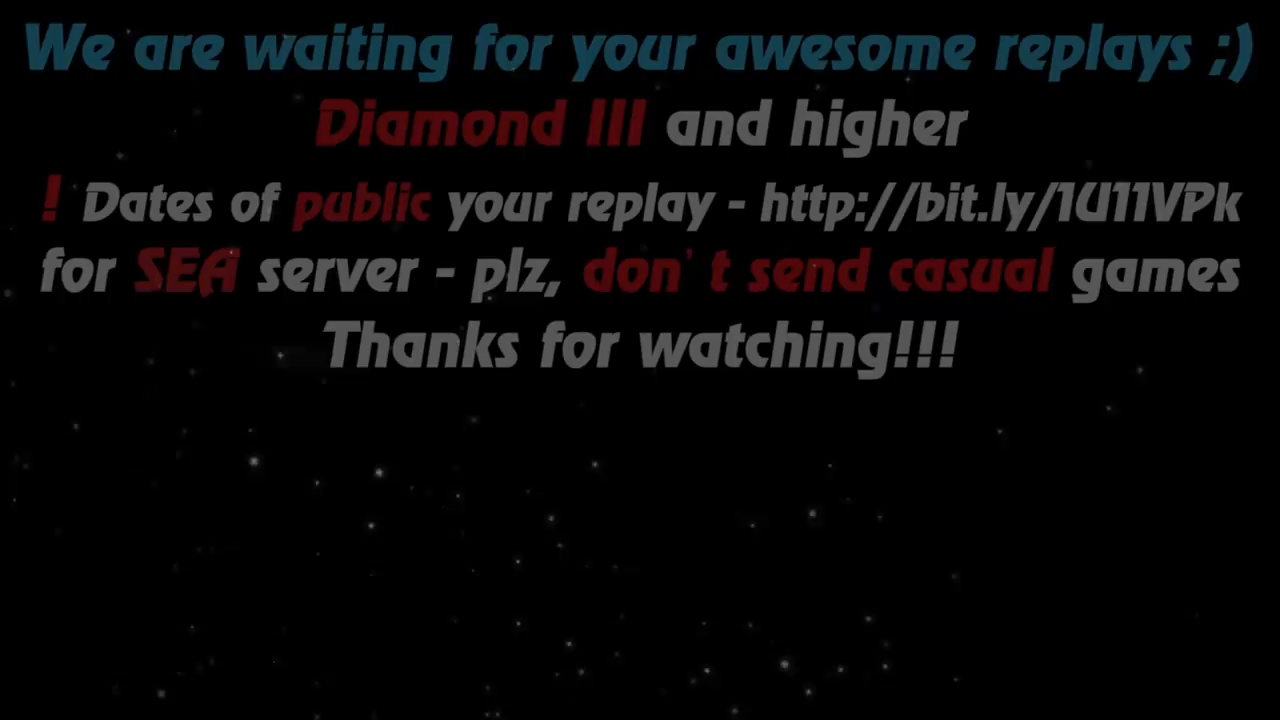 We are waiting for your awesome replays ;)
Diamond III and higher
! Dates of public your replay - http://bit.ly/1U11VPk
for SEA server - plz, don't send casual games
Thanks for watching!!!